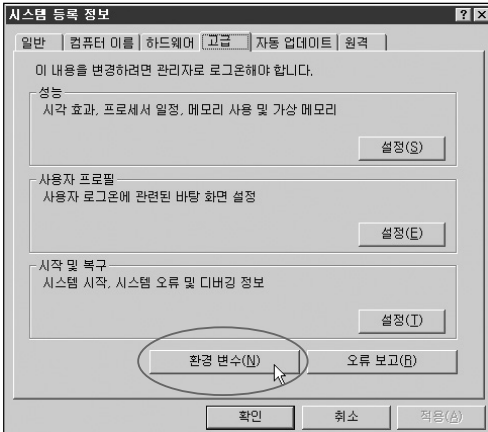 시스템 등록 정보
일반 컴퓨터 이름 하드웨어 고급 자동 업데이트 원격
이 내용을 변경하려면 관리자로 로그온해야 합니다.
성능
시각 효과, 프로세서 일정, 메모리 사용 및 가상 메모리
설정(S)
사용자 프로필
사용자 로그온에 관련된 바탕 화면 설정
설정(E)
시작 및 복구
시스템 시작, 시스템 오류 및 디버깅 정보
설정(T)
환경 변수(N) 오류 보고(R)
확인 취소 적용(A)